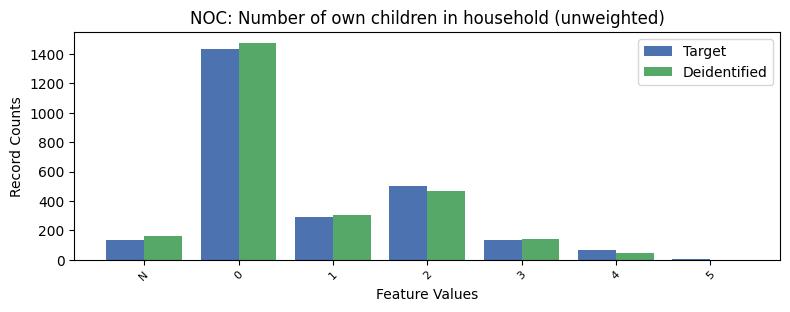 NOC: Number of own children in household (unweighted)
Target
Deidentified
Record Counts
1400
1200
1000
800
600
400
200
0
N 0 1 2 3 4 5
Feature Values